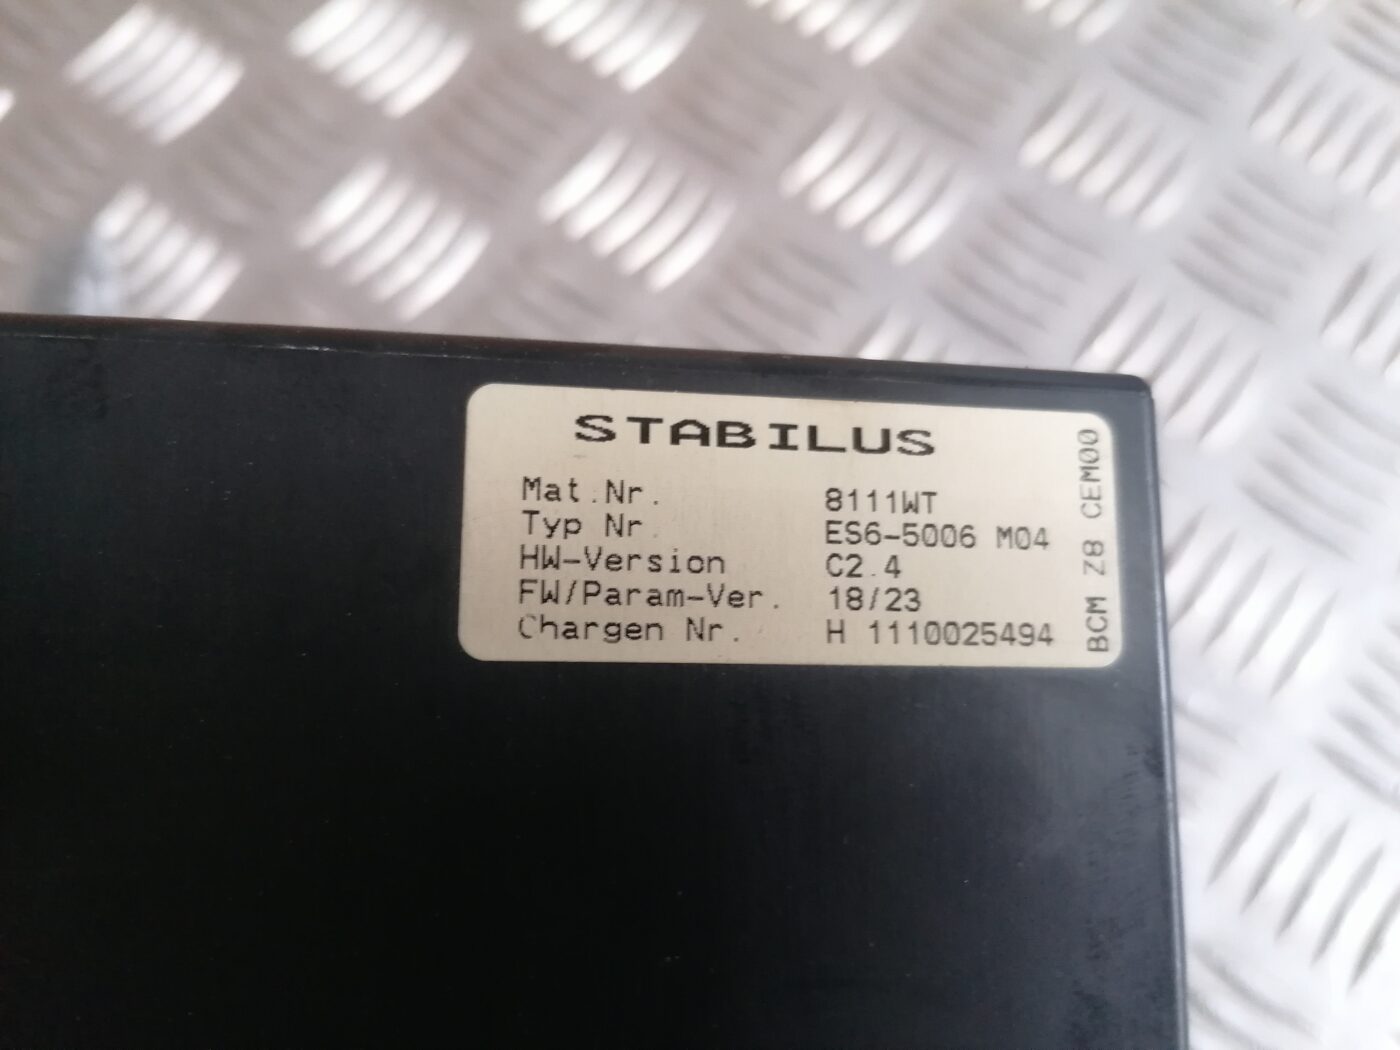 STABILUS
Mat.Nr. 8111WT
Typ Nr. ES6-5006 M04
HW-Version C2.4
FW/Param-Ver. 18/23
Chargen Nr. H 1110025494
BCM Z8 CEM00